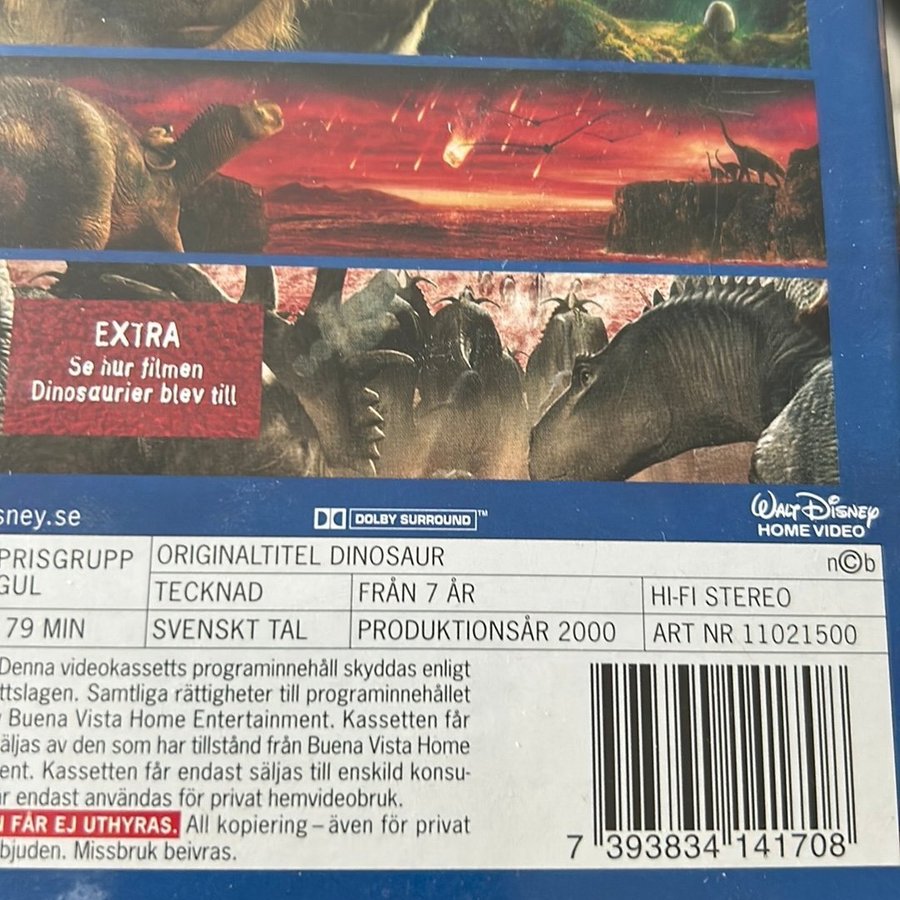 EXTRA
Se hur filmen
Dinosaurier blev till
sney.se
DOLBY SURROUND™
WALT DISNEY
HOME VIDEO
PRISGRUPP
GUL
ORIGINALTITEL DINOSAUR
n©b
TECKNAD
FRÅN 7 ÅR
HI-FI STEREO
79 MIN
SVENSKT TAL
PRODUKTIONSÅR 2000
ART NR 11021500
Denna videokassetts programinnehåll skyddas enligt
ttslagen. Samtliga rättigheter till programinnehållet
Buena Vista Home Entertainment. Kassetten får
äljas av den som har tillstånd från Buena Vista Home
ent. Kassetten får endast säljas till enskild konsu-
r endast användas för privat hemvideobruk.
FÅR EJ UTHYRAS. All kopiering – även för privat
bjuden. Missbruk beivras.
7 393834 141708